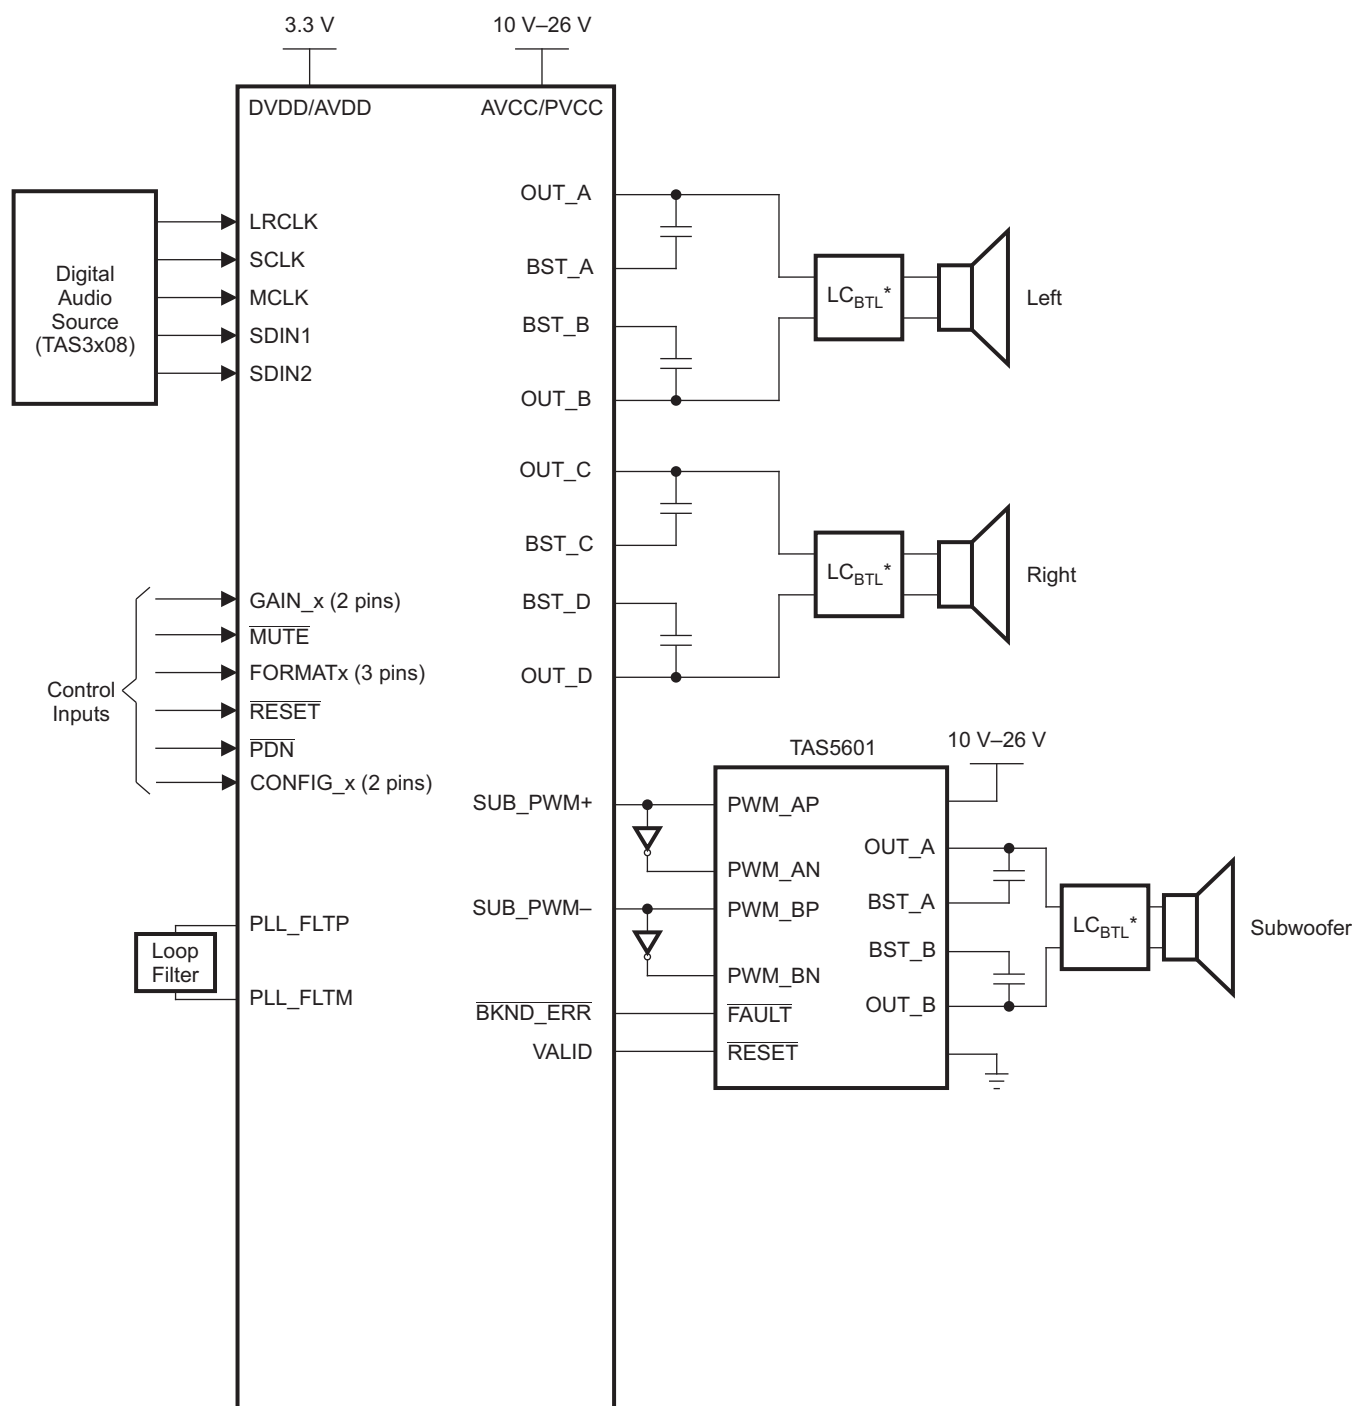 3.3 V
10 V–26 V
DVDD/AVDD
AVCC/PVCC
Digital
Audio
Source
(TAS3x08)
LRCLK
SCLK
MCLK
SDIN1
SDIN2
OUT_A
BST_A
BST_B
OUT_B
LCBTL*
Left
OUT_C
BST_C
BST_D
OUT_D
LCBTL*
Right
Control
Inputs
GAIN_x (2 pins)
MUTE
FORMATx (3 pins)
RESET
PDN
CONFIG_x (2 pins)
PLL_FLTP
Loop
Filter
PLL_FLTM
SUB_PWM+
SUB_PWM–
BKND_ERR
VALID
TAS5601
10 V–26 V
PWM_AP
PWM_AN
PWM_BP
PWM_BN
FAULT
RESET
OUT_A
BST_A
BST_B
OUT_B
LCBTL*
Subwoofer